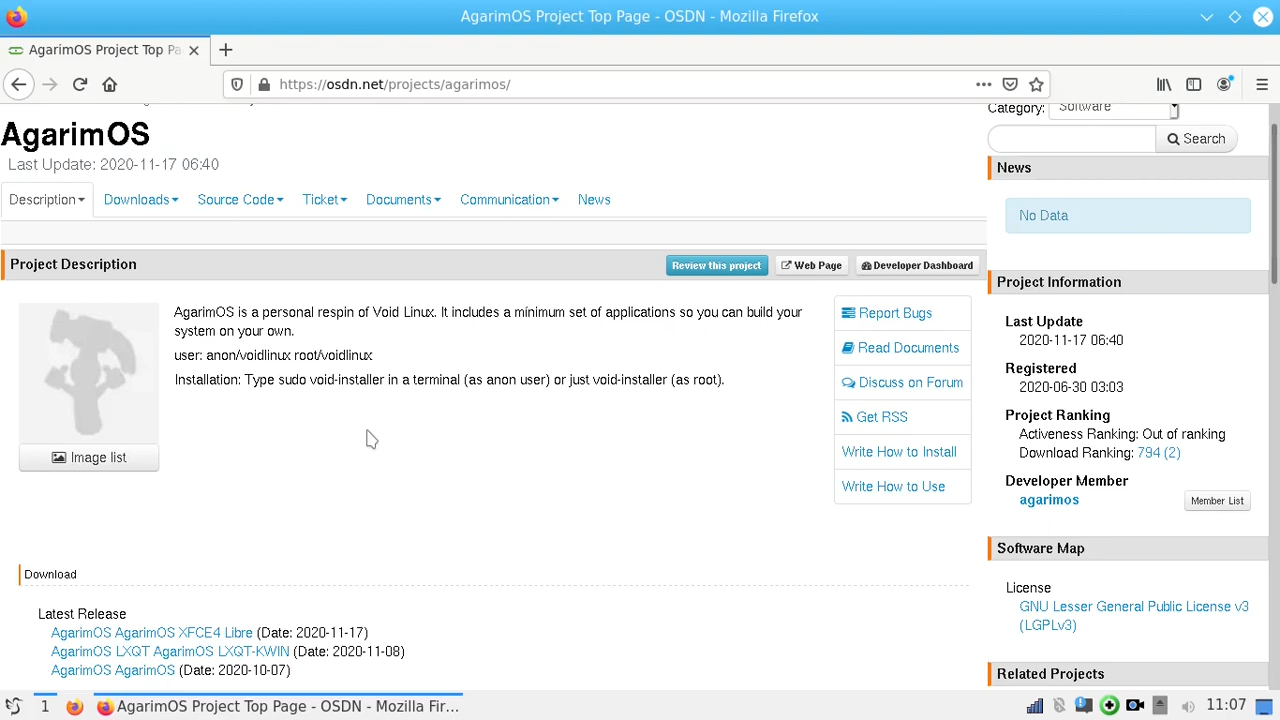 AgarimOS Project Top Page - OSDN - Mozilla Firefox
AgarimOS Project Top Pa
https://osdn.net/projects/agarimos/
AgarimOS
Last Update: 2020-11-17 06:40
Description
Downloads
Source Code
Ticket
Documents
Communication
News
Project Description
Review this project
Web Page
Developer Dashboard
AgarimOS is a personal respin of Void Linux. It includes a mínimum set of applications so you can build your
system on your own.
user: anon/voidlinux root/voidlinux
Installation: Type sudo void-installer in a terminal (as anon user) or just void-installer (as root).
Image list
Report Bugs
Read Documents
Discuss on Forum
Get RSS
Write How to Install
Write How to Use
Download
Latest Release
AgarimOS AgarimOS XFCE4 Libre (Date: 2020-11-17)
AgarimOS LXQT AgarimOS LXQT-KWIN (Date: 2020-11-08)
AgarimOS AgarimOS (Date: 2020-10-07)
Category:
Software
Search
News
No Data
Project Information
Last Update
2020-11-17 06:40
Registered
2020-06-30 03:03
Project Ranking
Activeness Ranking: Out of ranking
Download Ranking: 794 (2)
Developer Member
agarimos
Member List
Software Map
License
GNU Lesser General Public License v3
(LGPLv3)
Related Projects
1
AgarimOS Project Top Page - OSDN - Mozilla Fir...
11:07